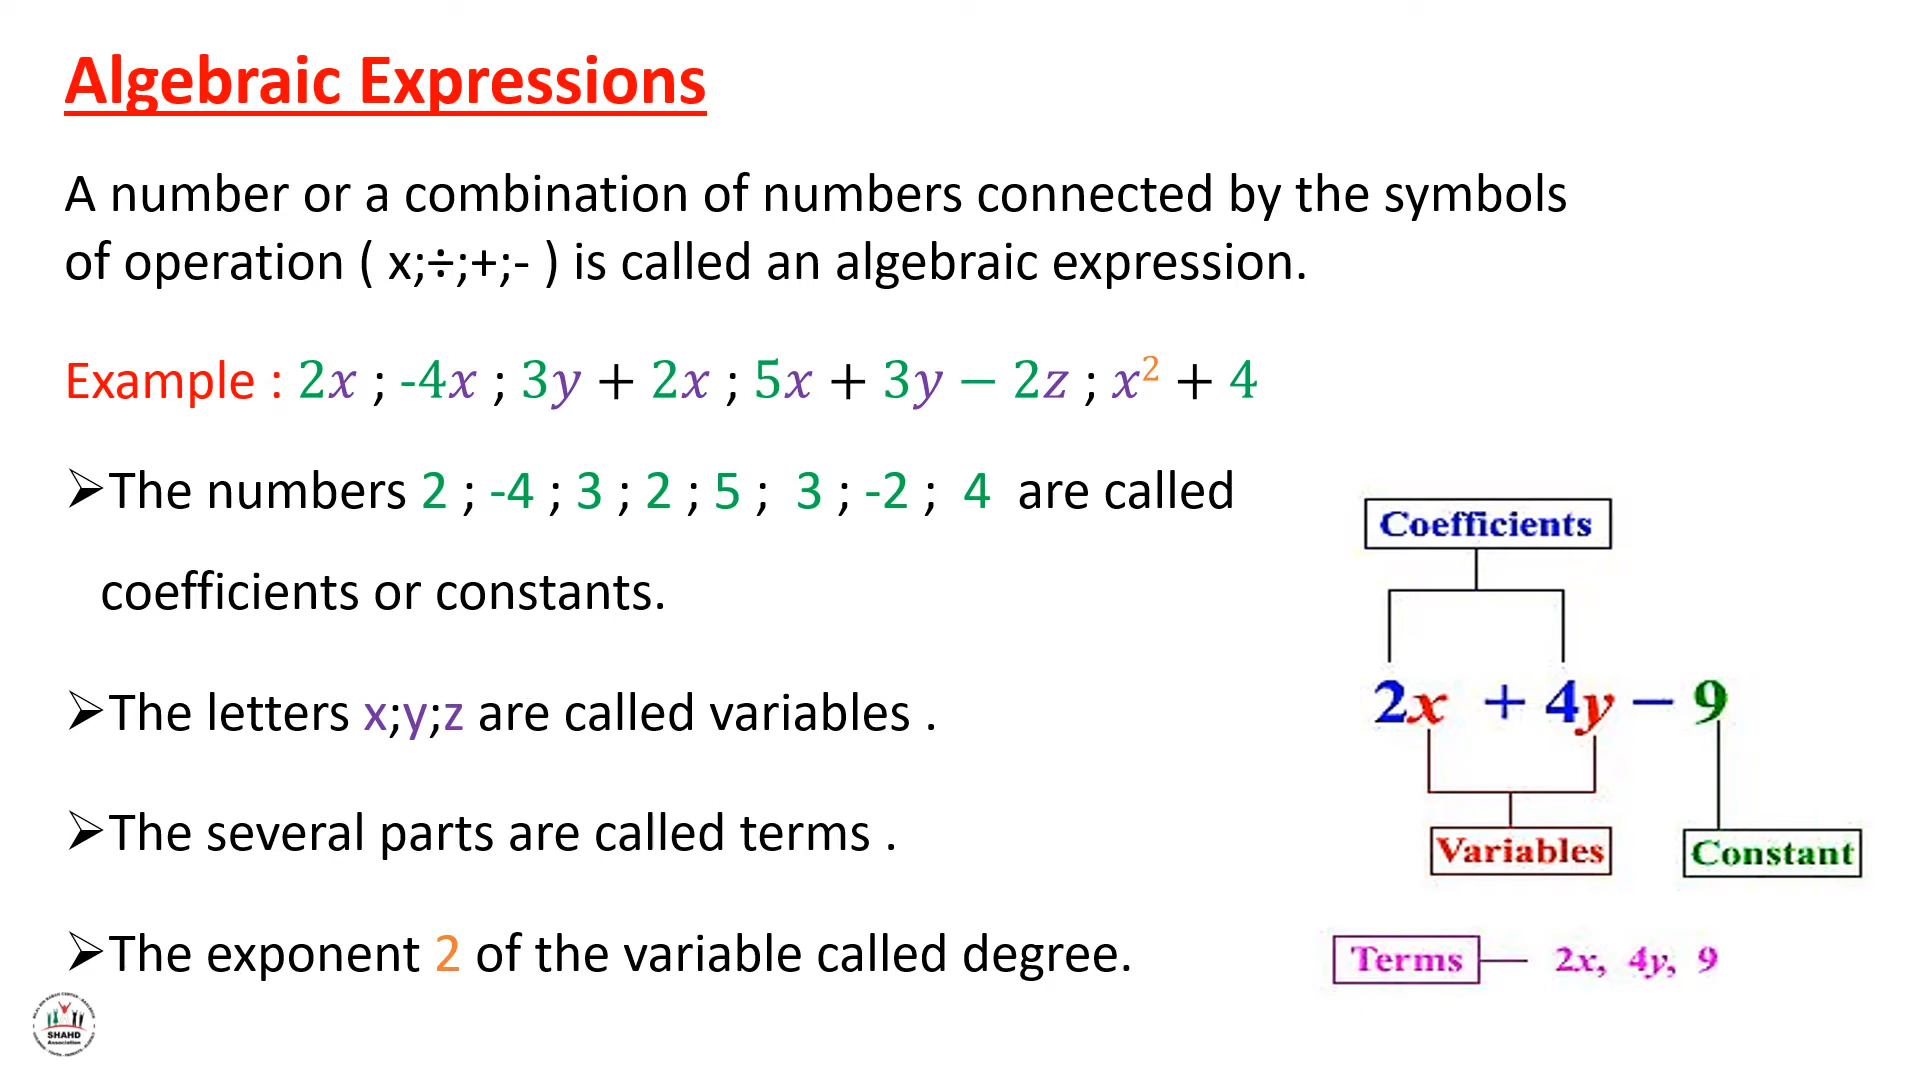 Algebraic Expressions
A number or a combination of numbers connected by the symbols
of operation ( x;÷;+;- ) is called an algebraic expression.
Example : 2x ; -4x ; 3y + 2x ; 5x + 3y − 2z ; x² + 4
➢The numbers 2 ; -4 ; 3 ; 2 ; 5 ; 3 ; -2 ; 4 are called
coefficients or constants.
➢The letters x;y;z are called variables .
➢The several parts are called terms .
➢The exponent 2 of the variable called degree.
Coefficients
2x + 4y − 9
Variables
Constant
Terms — 2x, 4y, 9
SHAHD
Association